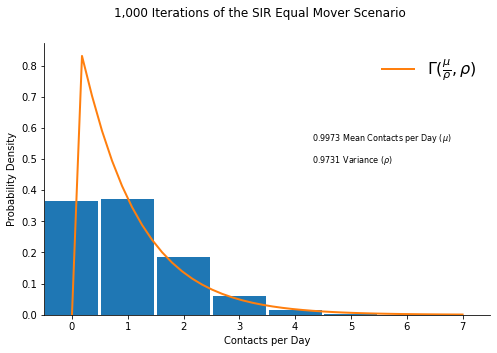 1,000 Iterations of the SIR Equal Mover Scenario
Γ(μ/ρ, ρ)
0.9973 Mean Contacts per Day (μ)
0.9731 Variance (ρ)
Probability Density
0.8
0.7
0.6
0.5
0.4
0.3
0.2
0.1
0.0
0 1 2 3 4 5 6 7
Contacts per Day